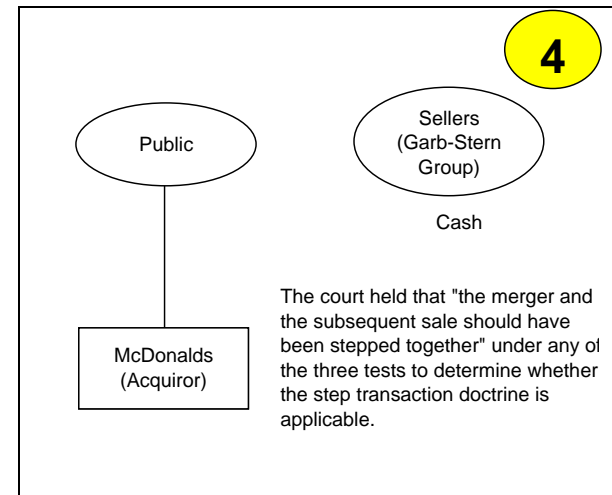 4
Public
Sellers
(Garb-Stern
Group)
Cash
McDonalds
(Acquiror)
The court held that "the merger and
the subsequent sale should have
been stepped together" under any of
the three tests to determine whether
the step transaction doctrine is
applicable.